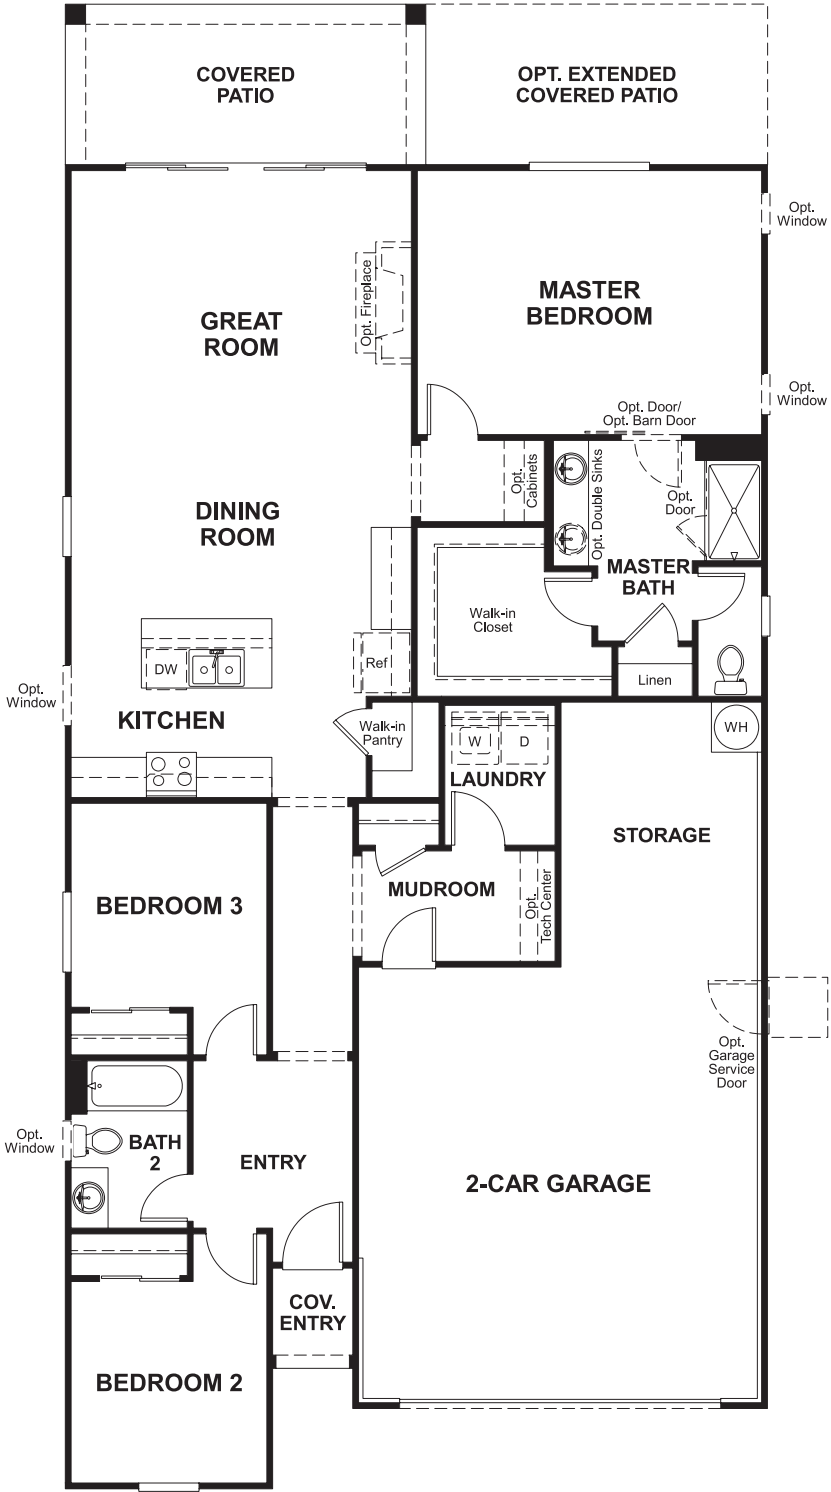 COVERED
PATIO
OPT. EXTENDED
COVERED PATIO
Opt.
Window
MASTER
BEDROOM
GREAT
ROOM
Opt. Fireplace
Opt.
Window
Opt. Door/
Opt. Barn Door
Opt.
Cabinets
Opt. Double Sinks
Opt.
Door
DINING
ROOM
MASTER
BATH
Walk-in
Closet
DW
Ref
Linen
Opt.
Window
KITCHEN
Walk-in
Pantry
W
D
WH
LAUNDRY
STORAGE
MUDROOM
Opt.
Tech Center
BEDROOM 3
Opt.
Garage
Service
Door
Opt.
Window
BATH
2
ENTRY
2-CAR GARAGE
COV.
ENTRY
BEDROOM 2